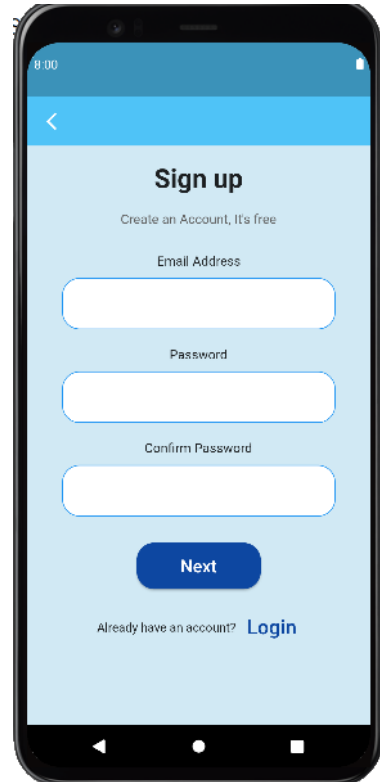 8:00
Sign up
Create an Account, It's free
Email Address
Password
Confirm Password
Next
Already have an account? Login